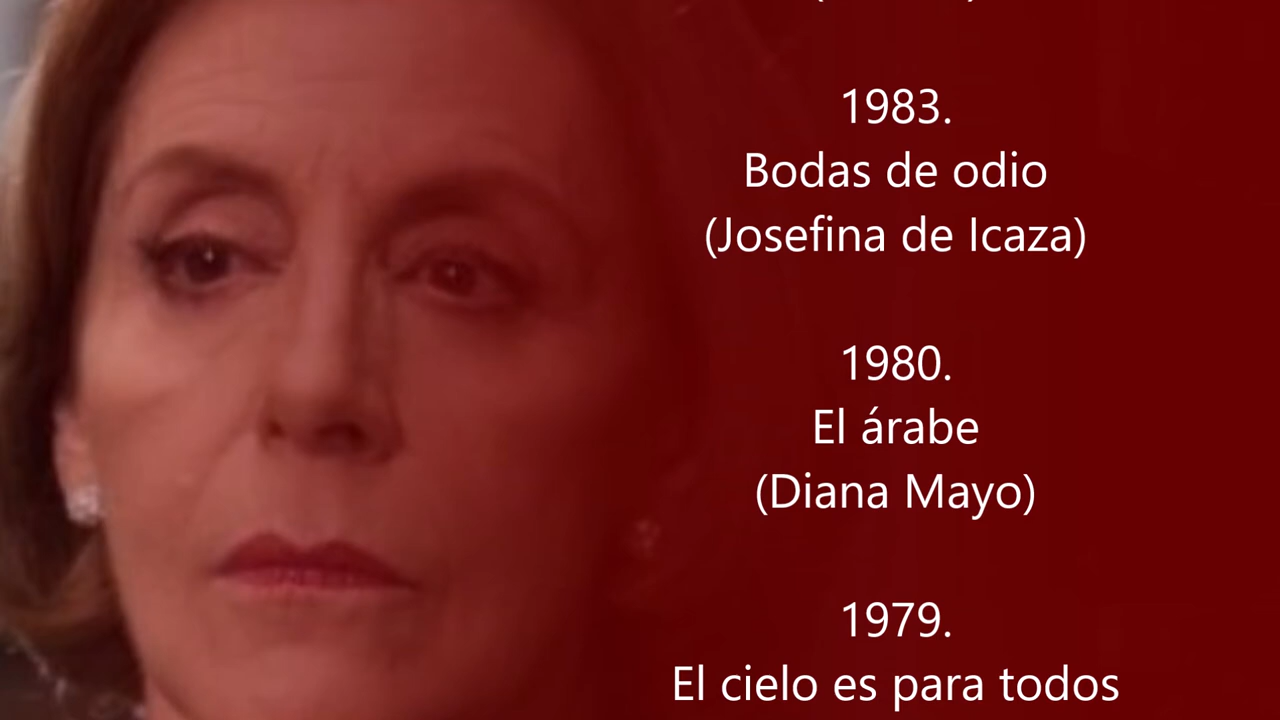 1983.
Bodas de odio
(Josefina de Icaza)
1980.
El árabe
(Diana Mayo)
1979.
El cielo es para todos